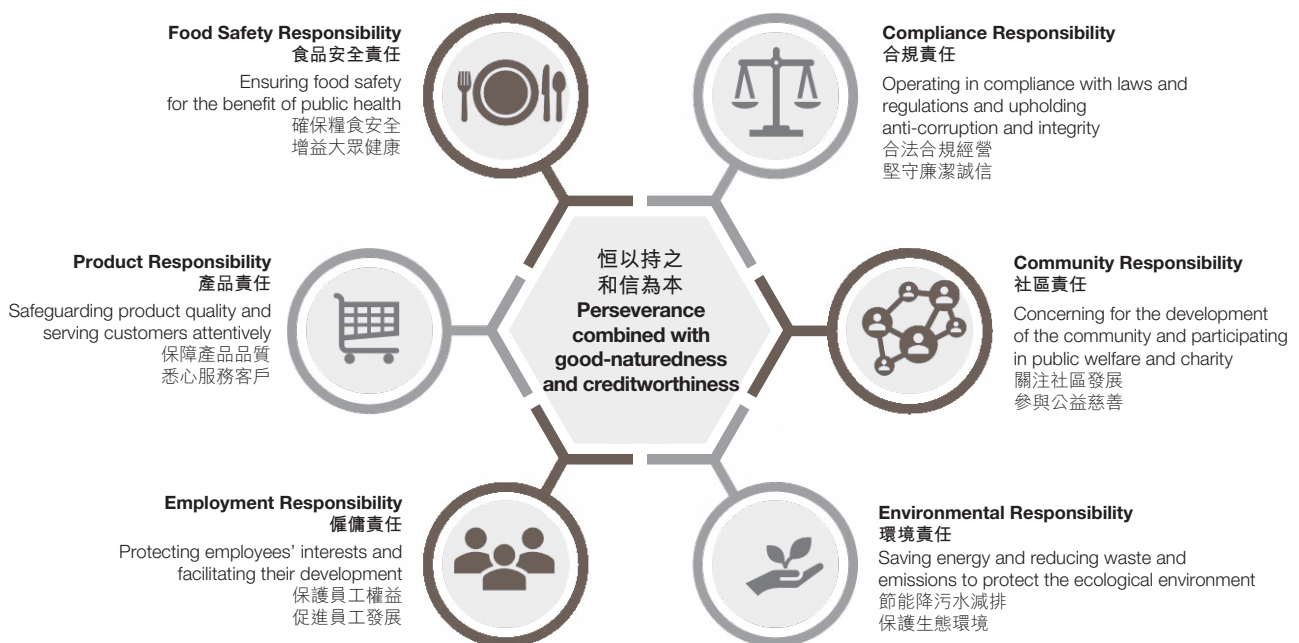 Food Safety Responsibility
食品安全責任
Ensuring food safety
for the benefit of public health
確保糧食安全
增益大眾健康
Compliance Responsibility
合規責任
Operating in compliance with laws and
regulations and upholding
anti-corruption and integrity
合法合規經營
堅守廉潔誠信
Product Responsibility
產品責任
Safeguarding product quality and
serving customers attentively
保障產品品質
悉心服務客戶
恒以持之
和信為本
Perseverance
combined with
good-naturedness
and creditworthiness
Community Responsibility
社區責任
Concerning for the development
of the community and participating
in public welfare and charity
關注社區發展
參與公益慈善
Employment Responsibility
僱傭責任
Protecting employees’ interests and
facilitating their development
保護員工權益
促進員工發展
Environmental Responsibility
環境責任
Saving energy and reducing waste and
emissions to protect the ecological environment
節能降污水減排
保護生態環境